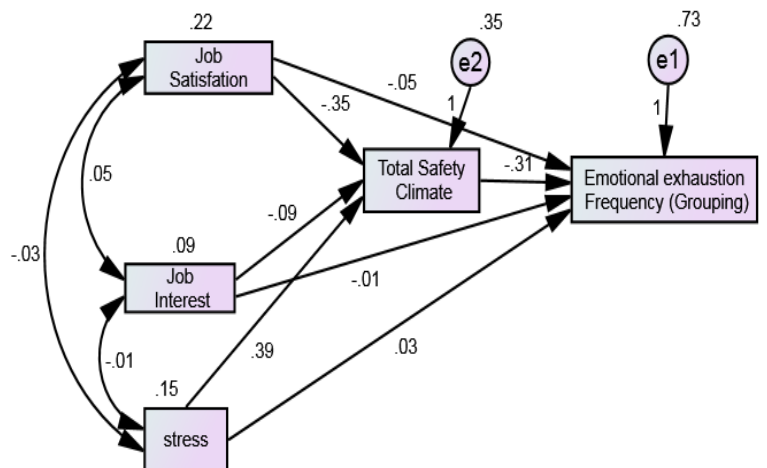 .22
Job
Satisfation
.35
e2
.73
e1
-.05
1
1
-.35
Total Safety
Climate
-.31
Emotional exhaustion
Frequency (Grouping)
.05
-.09
.09
Job
Interest
-.03
-.01
-.01
.39
.03
.15
stress